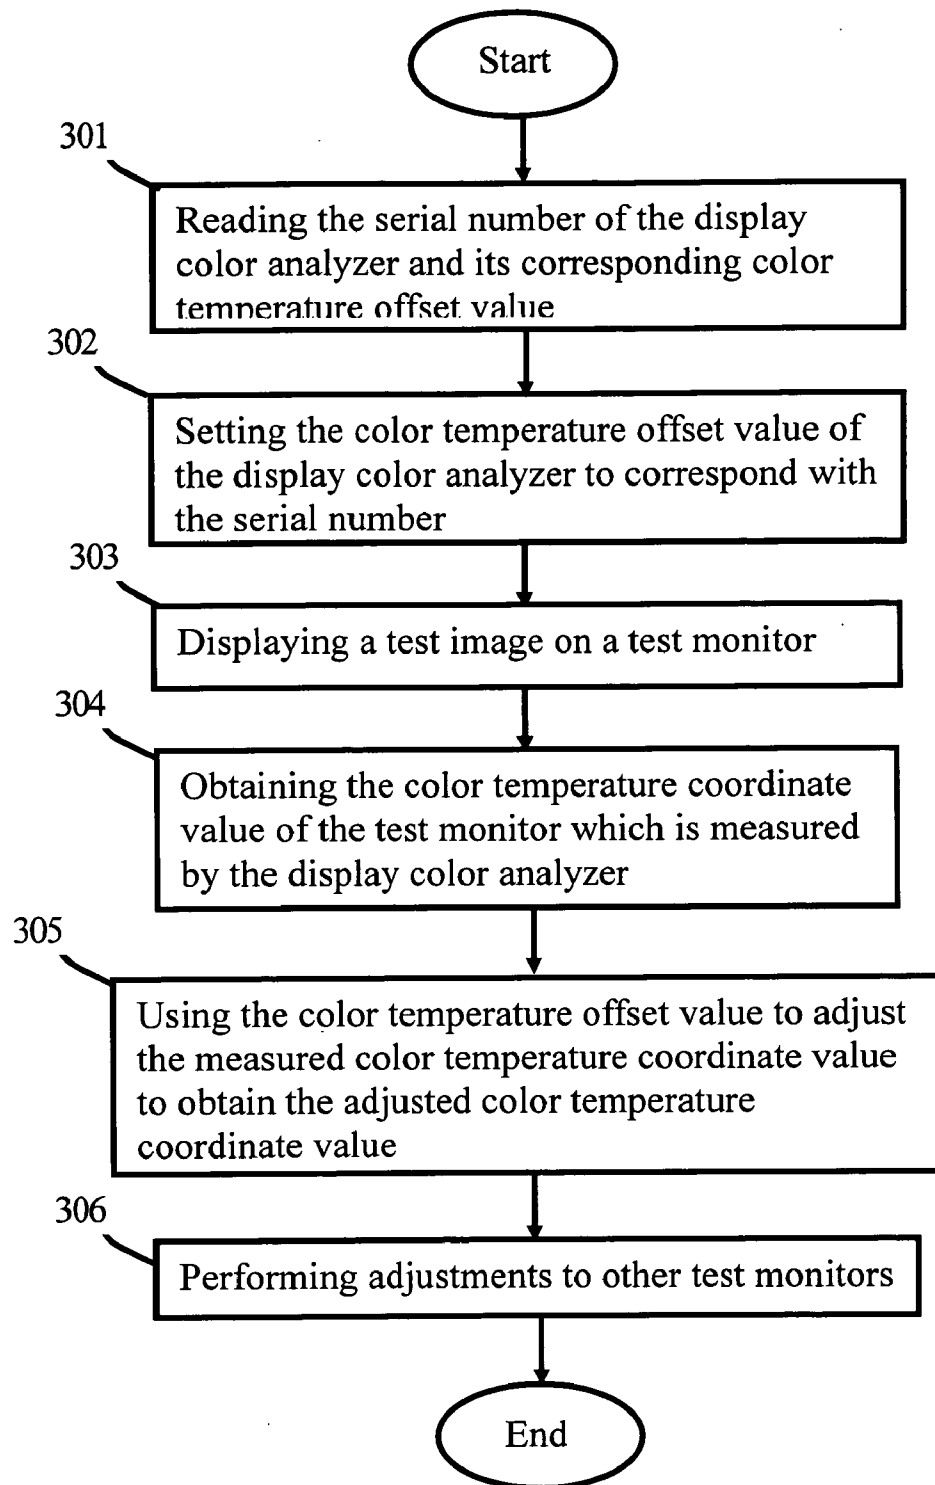 Start
301
Reading the serial number of the display
color analyzer and its corresponding color
temperature offset value
302
Setting the color temperature offset value of
the display color analyzer to correspond with
the serial number
303
Displaying a test image on a test monitor
304
Obtaining the color temperature coordinate
value of the test monitor which is measured
by the display color analyzer
305
Using the color temperature offset value to adjust
the measured color temperature coordinate value
to obtain the adjusted color temperature
coordinate value
306
Performing adjustments to other test monitors
End